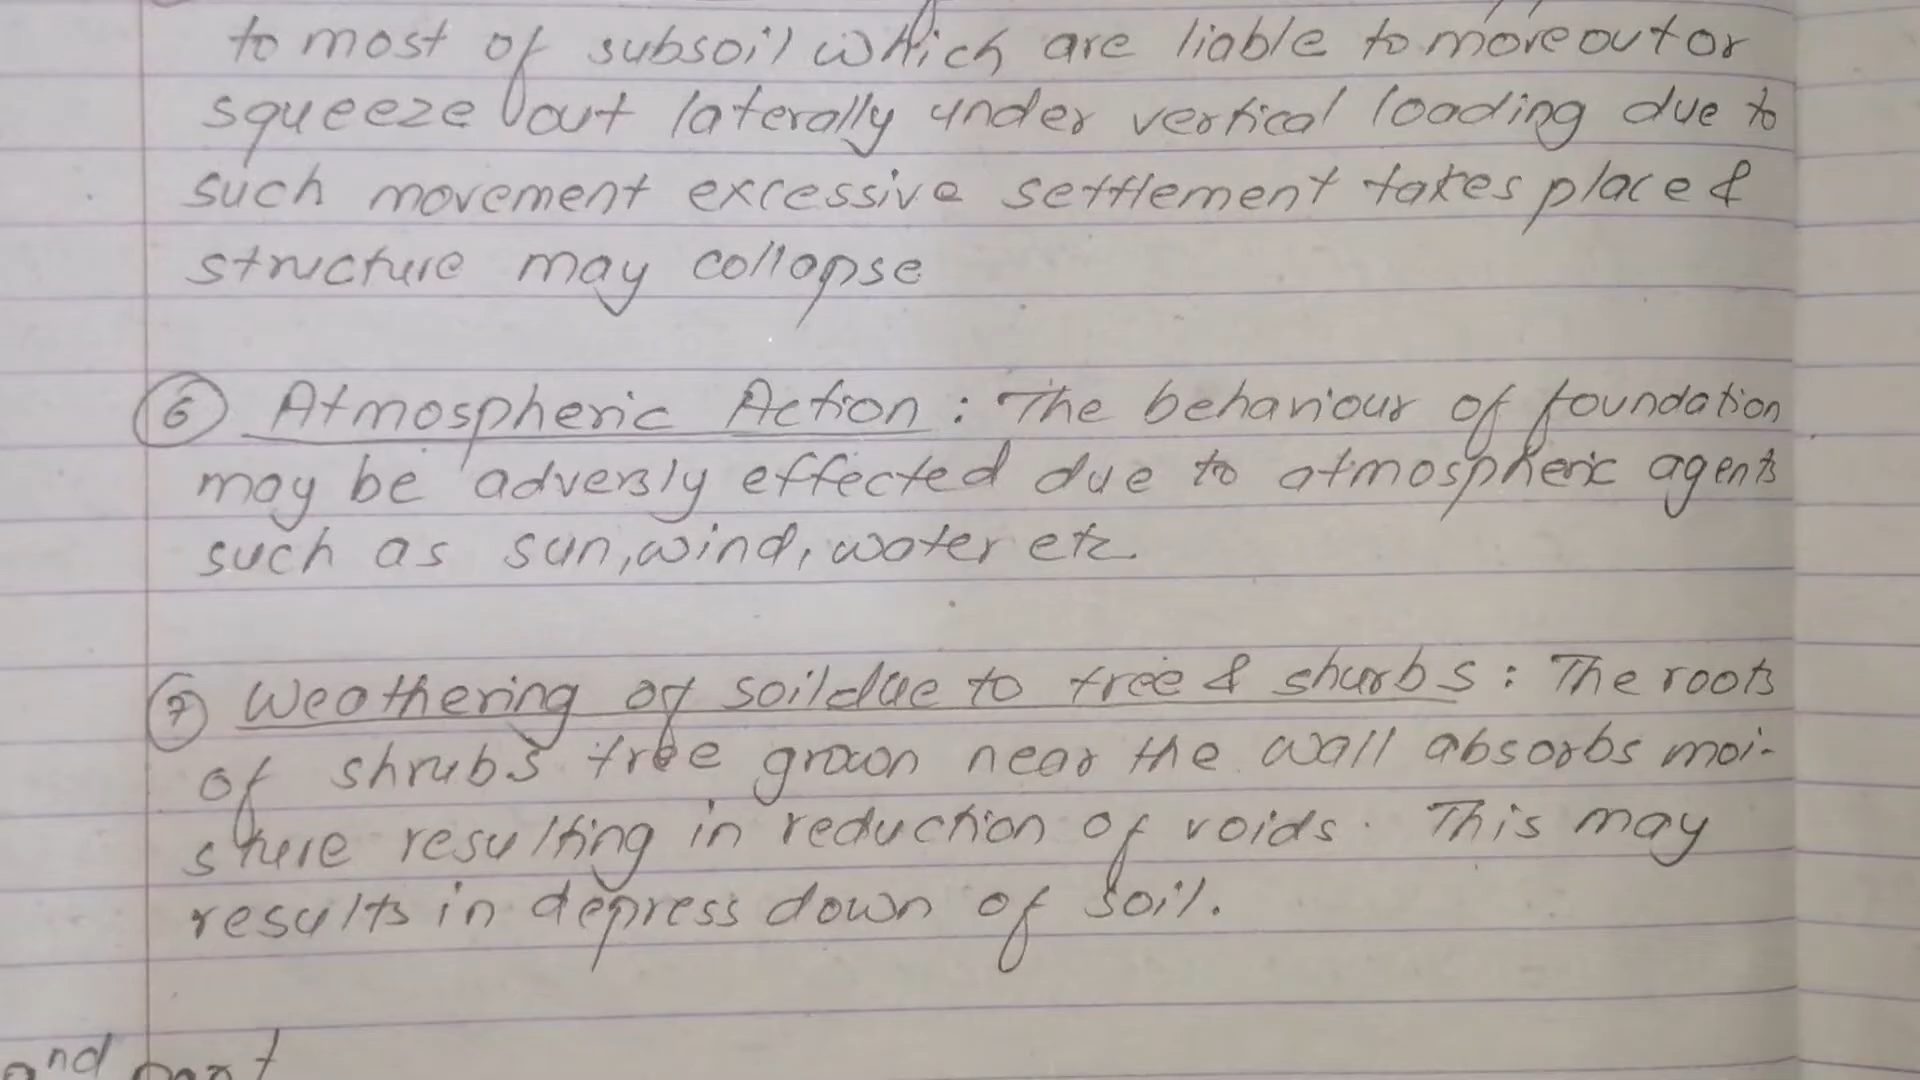 to most of subsoil which are liable to move out or
squeeze out laterally under vertical loading due to
such movement excessive settlement takes place &
structure may collapse
⑥ Atmospheric Action : The behaviour of foundation
may be adversly effected due to atmospheric agents
such as sun, wind, water etc.
⑦ Weathering of soil due to tree & shurbs : The roots
of shrubs tree grown near the wall absorbs moi-
sture resulting in reduction of voids. This may
results in depress down of soil.
and part